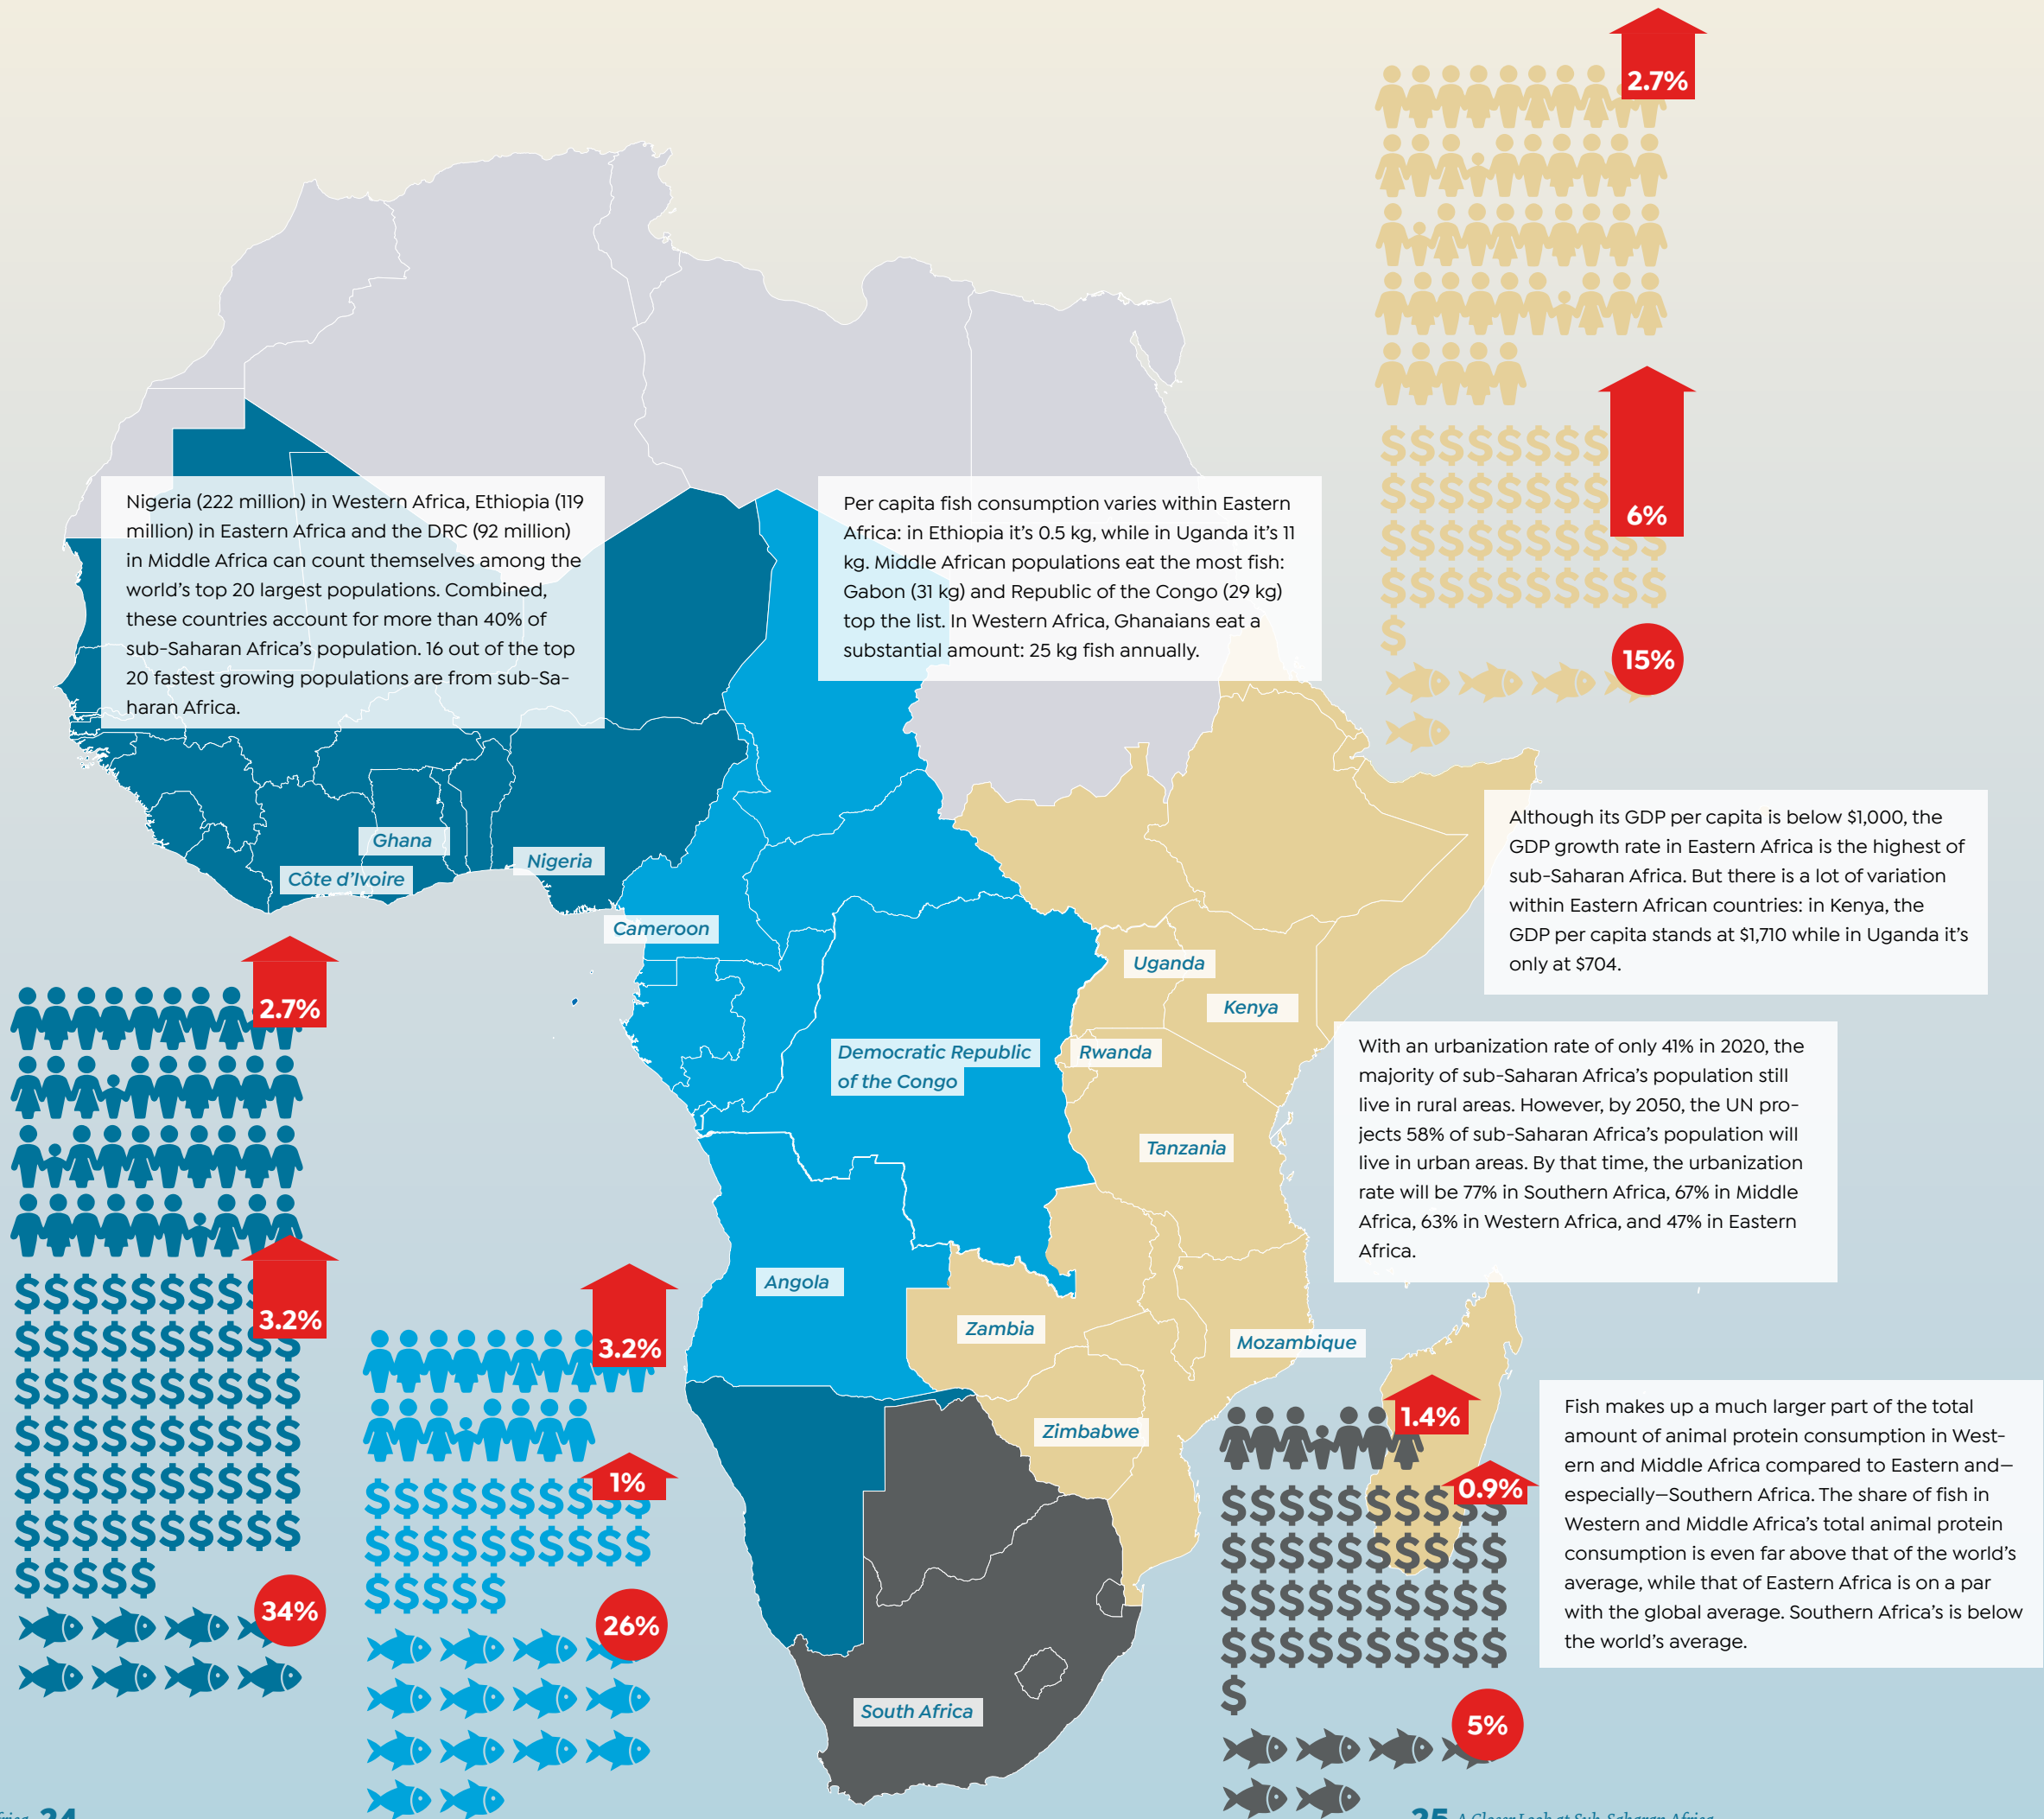 2.7%
6%
15%
Nigeria (222 million) in Western Africa, Ethiopia (119
million) in Eastern Africa and the DRC (92 million)
in Middle Africa can count themselves among the
world's top 20 largest populations. Combined,
these countries account for more than 40% of
sub-Saharan Africa's population. 16 out of the top
20 fastest growing populations are from sub-Sa-
haran Africa.
Per capita fish consumption varies within Eastern
Africa: in Ethiopia it's 0.5 kg, while in Uganda it's 11
kg. Middle African populations eat the most fish:
Gabon (31 kg) and Republic of the Congo (29 kg)
top the list. In Western Africa, Ghanaians eat a
substantial amount: 25 kg fish annually.
Although its GDP per capita is below $1,000, the
GDP growth rate in Eastern Africa is the highest of
sub-Saharan Africa. But there is a lot of variation
within Eastern African countries: in Kenya, the
GDP per capita stands at $1,710 while in Uganda it's
only at $704.
Ghana
Nigeria
Côte d'Ivoire
Cameroon
Uganda
Kenya
Democratic Republic
of the Congo
Rwanda
Tanzania
Angola
Zambia
Mozambique
Zimbabwe
South Africa
With an urbanization rate of only 41% in 2020, the
majority of sub-Saharan Africa's population still
live in rural areas. However, by 2050, the UN pro-
jects 58% of sub-Saharan Africa's population will
live in urban areas. By that time, the urbanization
rate will be 77% in Southern Africa, 67% in Middle
Africa, 63% in Western Africa, and 47% in Eastern
Africa.
2.7%
3.2%
34%
3.2%
1%
26%
1.4%
0.9%
5%
Fish makes up a much larger part of the total
amount of animal protein consumption in West-
ern and Middle Africa compared to Eastern and—
especially—Southern Africa. The share of fish in
Western and Middle Africa's total animal protein
consumption is even far above that of the world's
average, while that of Eastern Africa is on a par
with the global average. Southern Africa's is below
the world's average.
24
25 A Closer Look at Sub-Saharan Africa